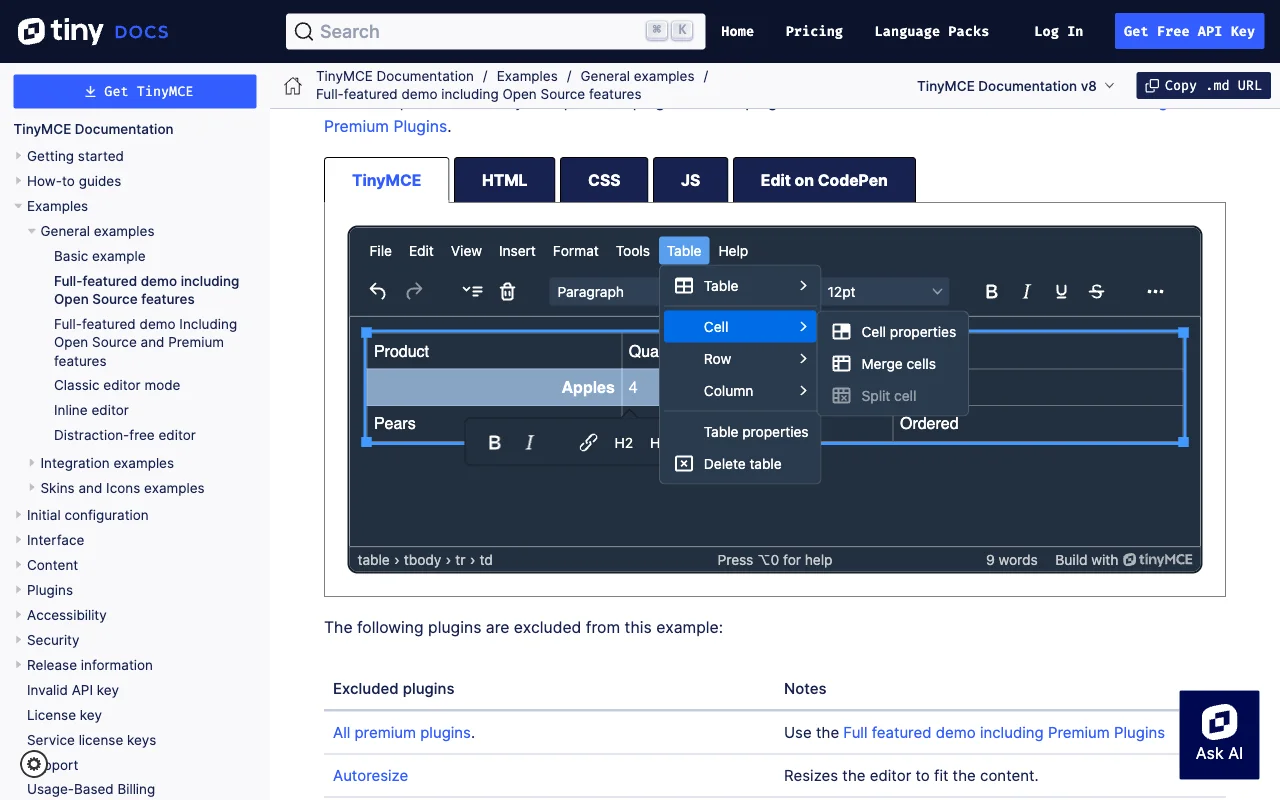 tiny DOCS
Search ⌘ K
Home Pricing Language Packs Log In Get Free API Key
Get TinyMCE
TinyMCE Documentation
Getting started
How-to guides
Examples
General examples
Basic example
Full-featured demo including
Open Source features
Full-featured demo Including
Open Source and Premium
features
Classic editor mode
Inline editor
Distraction-free editor
Integration examples
Skins and Icons examples
Initial configuration
Interface
Content
Plugins
Accessibility
Security
Release information
Invalid API key
License key
Service license keys
pport
Usage-Based Billing
TinyMCE Documentation / Examples / General examples /
Full-featured demo including Open Source features
TinyMCE Documentation v8
Copy .md URL
Premium Plugins.
TinyMCE HTML CSS JS Edit on CodePen
File Edit View Insert Format Tools Table Help
Paragraph 12pt B I U S ...
Table
Cell
Row
Column
Table properties
Delete table
Cell properties
Merge cells
Split cell
Product Qua
Apples 4
Pears Ordered
B I H2 H
table › tbody › tr › td Press ⌥0 for help 9 words Build with tinyMCE
The following plugins are excluded from this example:
Excluded plugins Notes
All premium plugins. Use the Full featured demo including Premium Plugins
Autoresize Resizes the editor to fit the content.
Ask AI